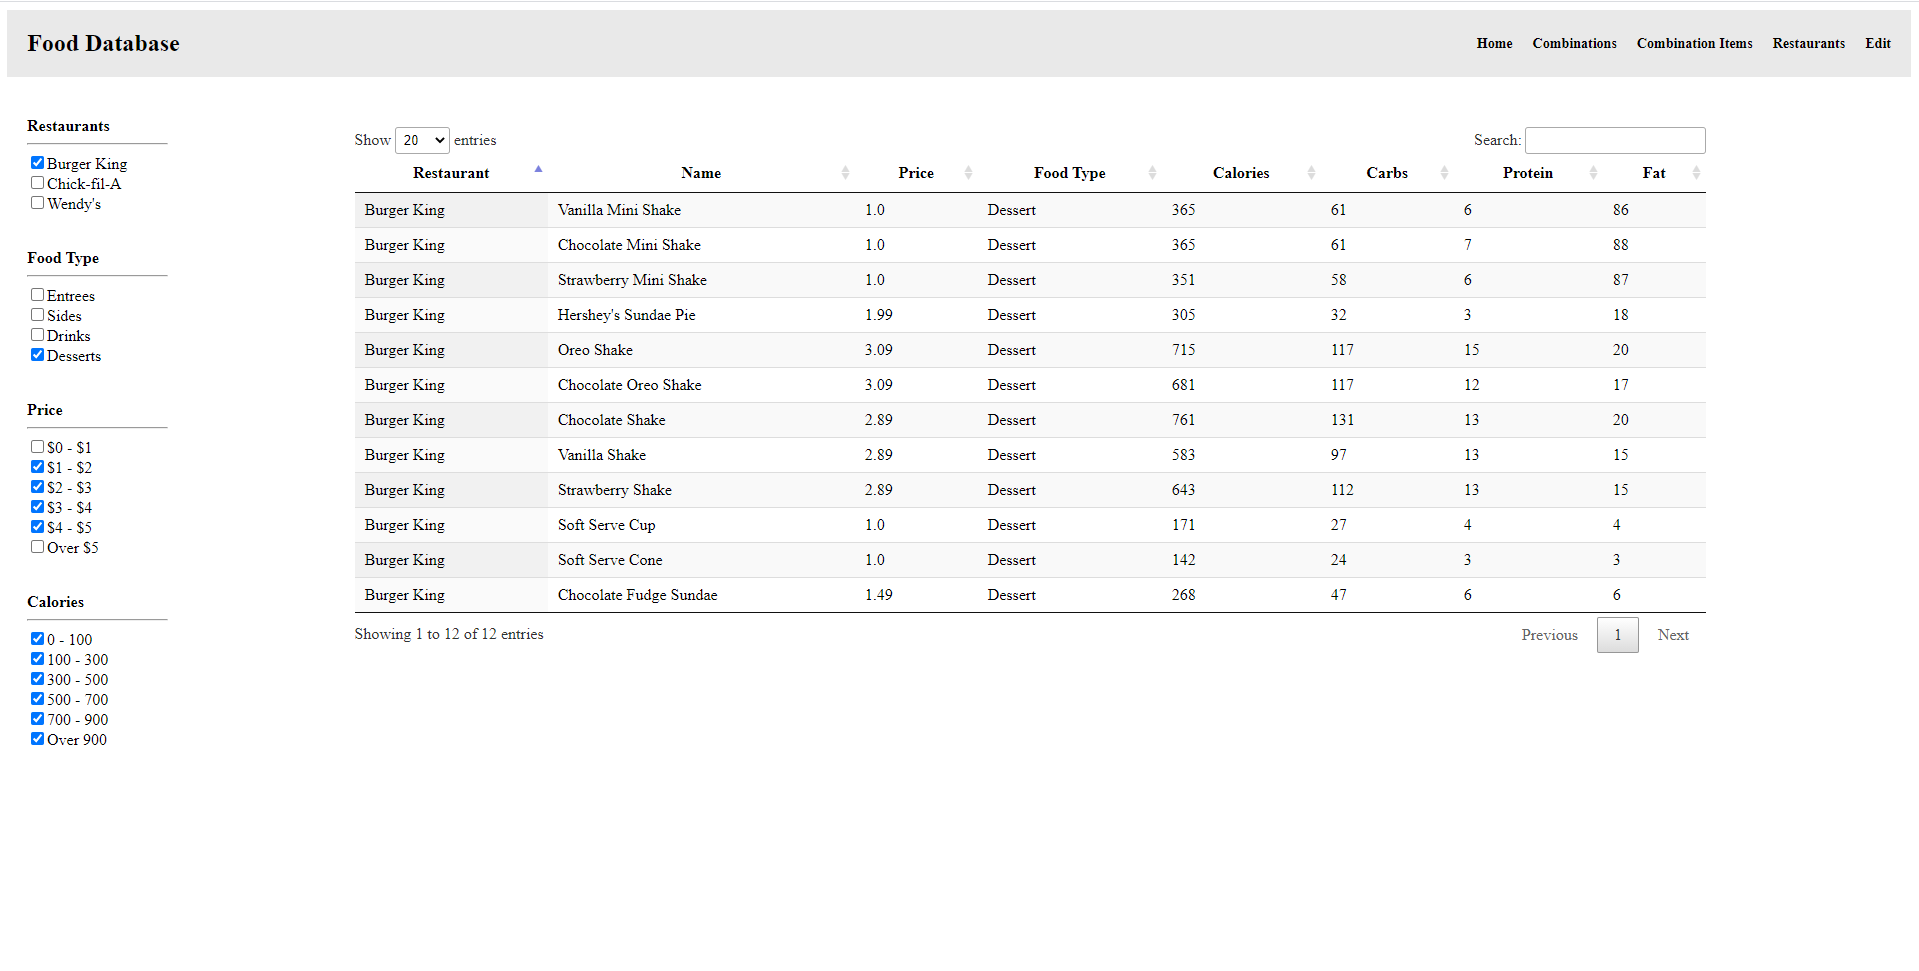 Food Database
Home Combinations Combination Items Restaurants Edit
Restaurants
Burger King
Chick-fil-A
Wendy's
Food Type
Entrees
Sides
Drinks
Desserts
Price
$0 - $1
$1 - $2
$2 - $3
$3 - $4
$4 - $5
Over $5
Calories
0 - 100
100 - 300
300 - 500
500 - 700
700 - 900
Over 900
Show 20 entries Search:
Restaurant Name Price Food Type Calories Carbs Protein Fat
Burger King Vanilla Mini Shake 1.0 Dessert 365 61 6 86
Burger King Chocolate Mini Shake 1.0 Dessert 365 61 7 88
Burger King Strawberry Mini Shake 1.0 Dessert 351 58 6 87
Burger King Hershey's Sundae Pie 1.99 Dessert 305 32 3 18
Burger King Oreo Shake 3.09 Dessert 715 117 15 20
Burger King Chocolate Oreo Shake 3.09 Dessert 681 117 12 17
Burger King Chocolate Shake 2.89 Dessert 761 131 13 20
Burger King Vanilla Shake 2.89 Dessert 583 97 13 15
Burger King Strawberry Shake 2.89 Dessert 643 112 13 15
Burger King Soft Serve Cup 1.0 Dessert 171 27 4 4
Burger King Soft Serve Cone 1.0 Dessert 142 24 3 3
Burger King Chocolate Fudge Sundae 1.49 Dessert 268 47 6 6
Showing 1 to 12 of 12 entries Previous 1 Next